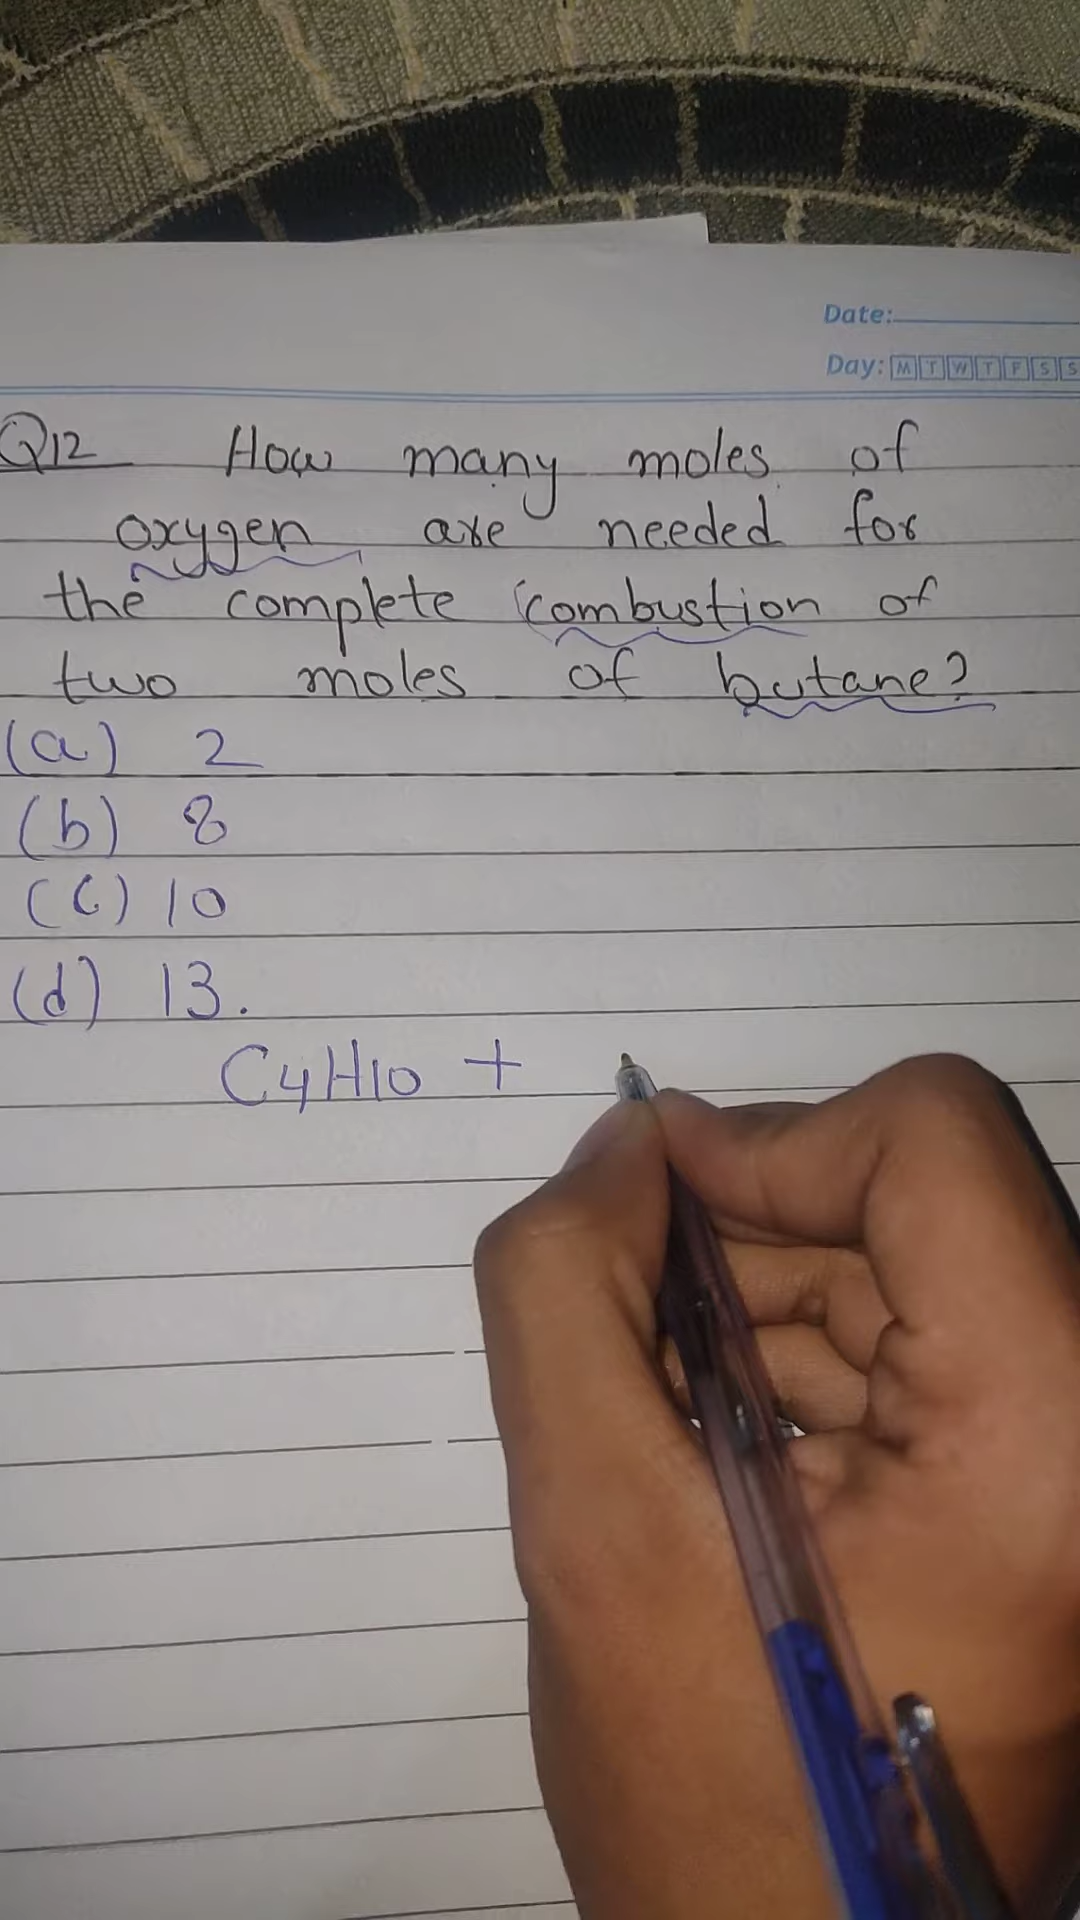 Date:
Day: M T W T F S S
Q12 How many moles of
oxygen are needed for
the complete combustion of
two moles of butane?
(a) 2
(b) 8
(c) 10
(d) 13.
C4H10 +